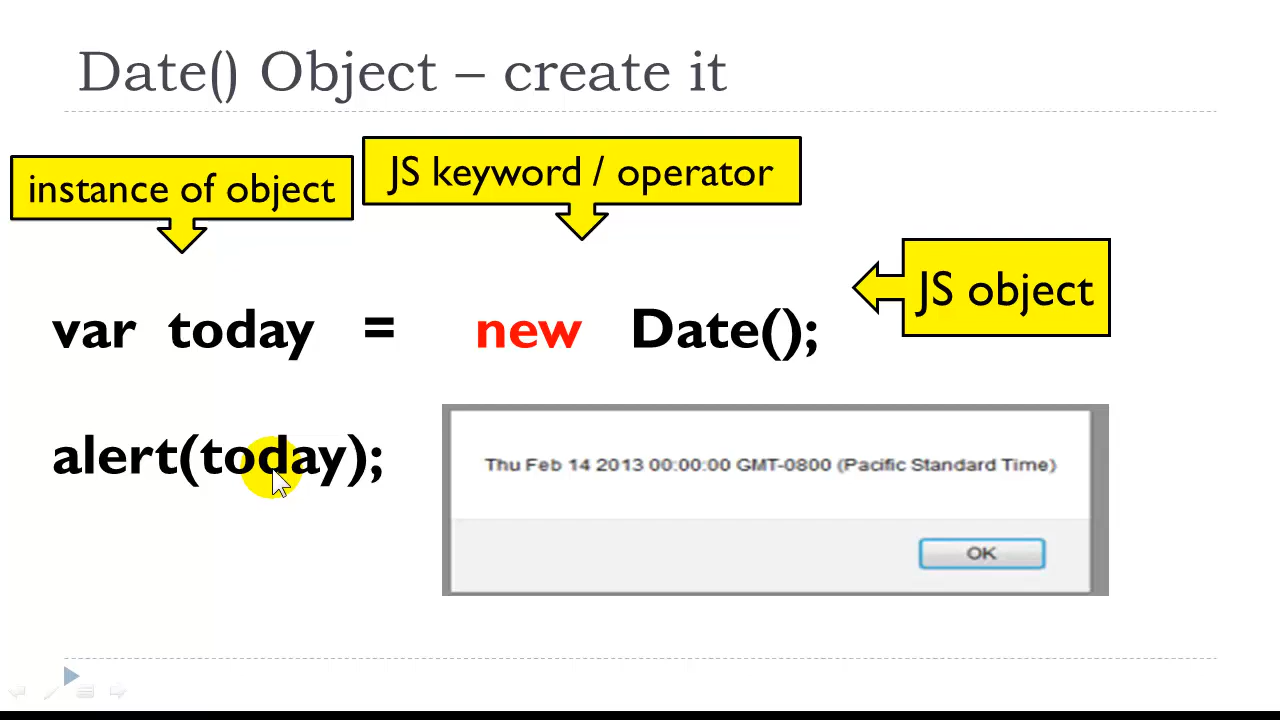 Date() Object – create it
instance of object
JS keyword / operator
JS object
var today = new Date();
alert(today);
Thu Feb 14 2013 00:00:00 GMT-0800 (Pacific Standard Time)
OK